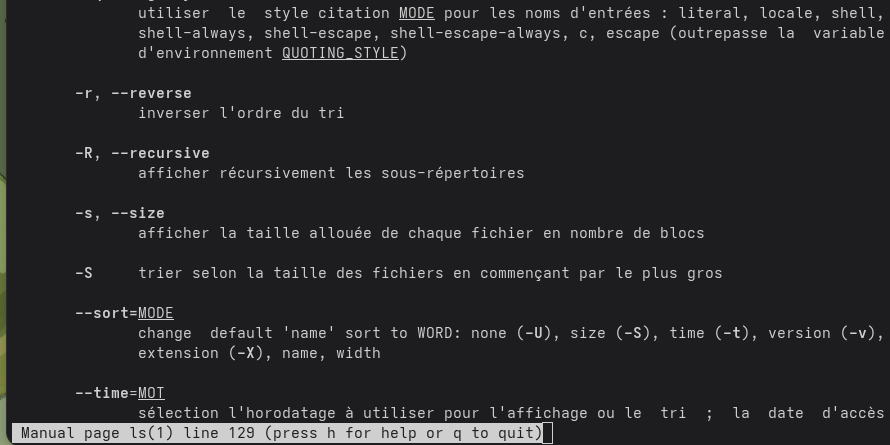 utiliser le style citation MODE pour les noms d'entrées : literal, locale, shell,
shell-always, shell-escape, shell-escape-always, c, escape (outrepasse la variable
d'environnement QUOTING_STYLE)
-r, --reverse
inverser l'ordre du tri
-R, --recursive
afficher récursivement les sous-répertoires
-s, --size
afficher la taille allouée de chaque fichier en nombre de blocs
-S trier selon la taille des fichiers en commençant par le plus gros
--sort=MODE
change default 'name' sort to WORD: none (-U), size (-S), time (-t), version (-v),
extension (-X), name, width
--time=MOT
sélection l'horodatage à utiliser pour l'affichage ou le tri ; la date d'accès
Manual page ls(1) line 129 (press h for help or q to quit)